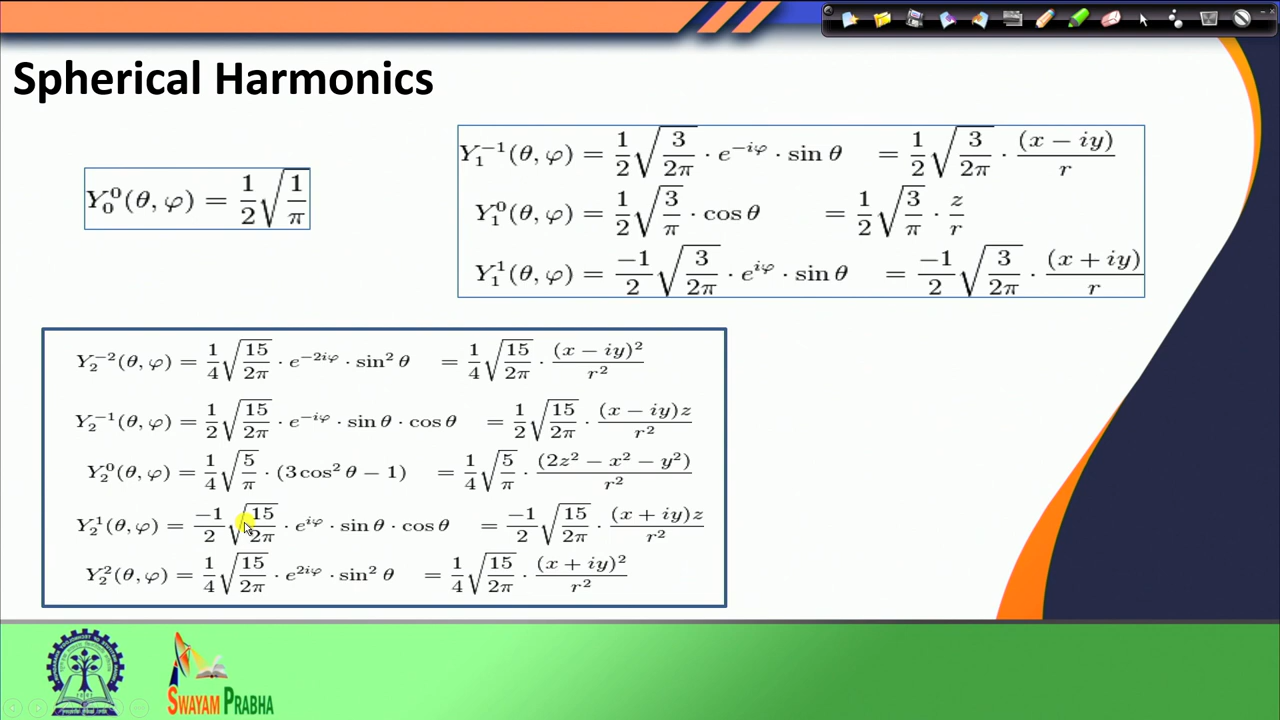 Spherical Harmonics
Y_0^0(θ, φ) = 1/2 √(1/π)
Y_1^{-1}(θ, φ) = 1/2 √(3/2π) · e^{-iφ} · sin θ = 1/2 √(3/2π) · (x − iy)/r
Y_1^0(θ, φ) = 1/2 √(3/π) · cos θ = 1/2 √(3/π) · z/r
Y_1^1(θ, φ) = −1/2 √(3/2π) · e^{iφ} · sin θ = −1/2 √(3/2π) · (x + iy)/r
Y_2^{-2}(θ, φ) = 1/4 √(15/2π) · e^{-2iφ} · sin² θ = 1/4 √(15/2π) · (x − iy)²/r²
Y_2^{-1}(θ, φ) = 1/2 √(15/2π) · e^{-iφ} · sin θ · cos θ = 1/2 √(15/2π) · (x − iy)z/r²
Y_2^0(θ, φ) = 1/4 √(5/π) · (3 cos² θ − 1) = 1/4 √(5/π) · (2z² − x² − y²)/r²
Y_2^1(θ, φ) = −1/2 √(15/2π) · e^{iφ} · sin θ · cos θ = −1/2 √(15/2π) · (x + iy)z/r²
Y_2^2(θ, φ) = 1/4 √(15/2π) · e^{2iφ} · sin² θ = 1/4 √(15/2π) · (x + iy)²/r²
SWAYAM PRABHA